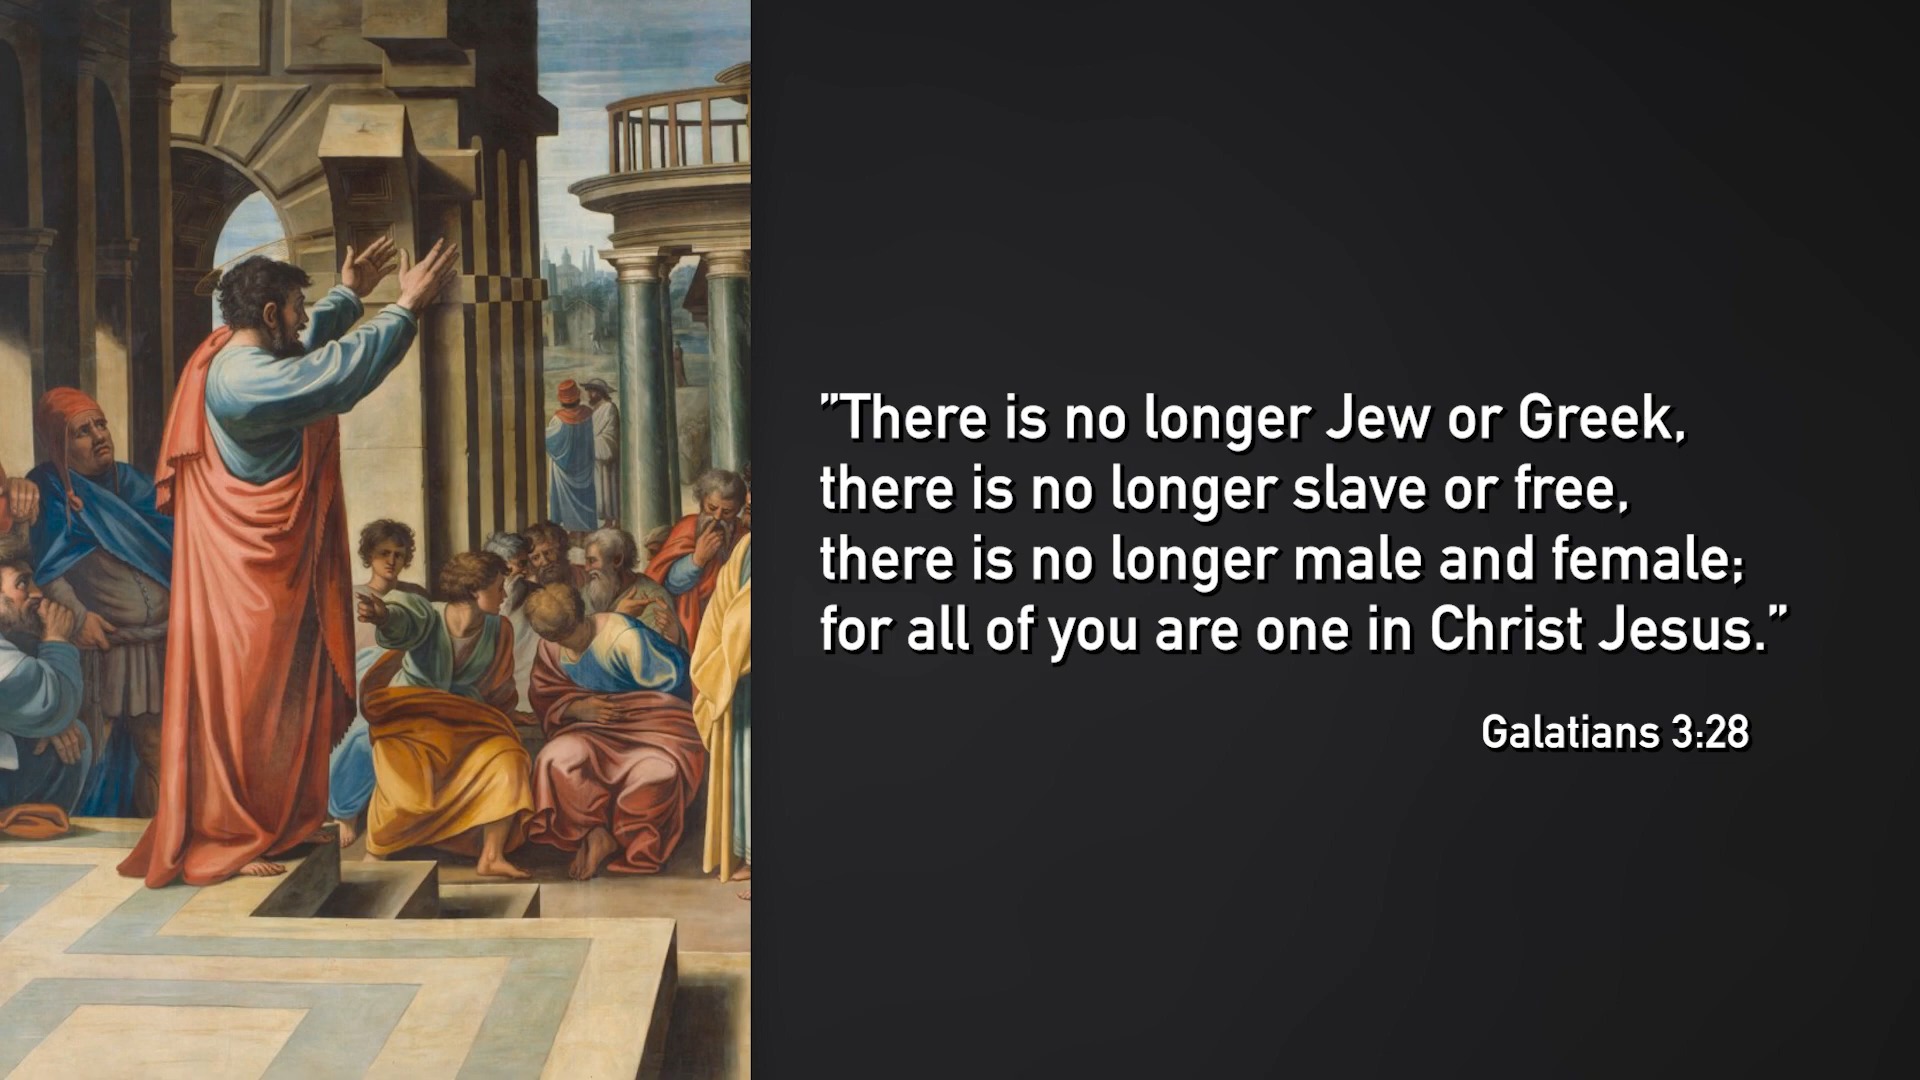 ”There is no longer Jew or Greek,
there is no longer slave or free,
there is no longer male and female;
for all of you are one in Christ Jesus.”
Galatians 3:28